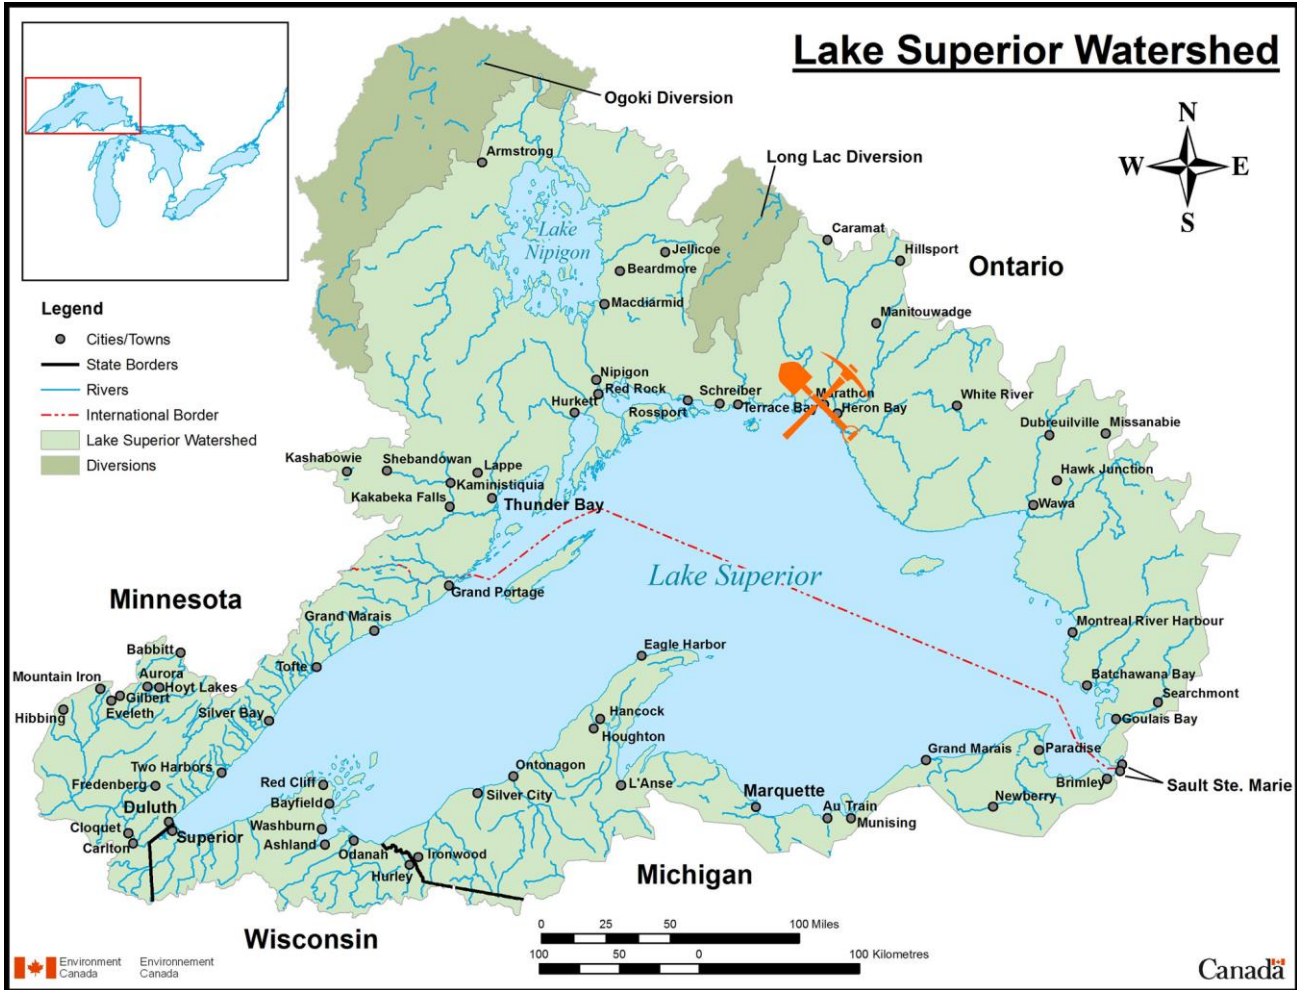 Lake Superior Watershed
Ogoki Diversion
N
W
E
S
Armstrong
Long Lac Diversion
Lake
Nipigon
Caramat
Jellicoe
Hillsport
Ontario
Beardmore
Macdiarmid
Manitouwadge
Legend
Cities/Towns
State Borders
Rivers
International Border
Lake Superior Watershed
Diversions
Nipigon
Red Rock
Hurkett
Rossport
Schreiber
Terrace Bay
Marathon
Heron Bay
White River
Dubreuilville
Missanabie
Hawk Junction
Wawa
Kashabowie
Shebandowan
Lappe
Kaministiquia
Kakabeka Falls
Thunder Bay
Lake Superior
Minnesota
Grand Portage
Grand Marais
Montreal River Harbour
Babbitt
Eagle Harbor
Tofte
Mountain Iron
Aurora
Hoyt Lakes
Gilbert
Eveleth
Hibbing
Silver Bay
Batchawana Bay
Searchmont
Goulais Bay
Hancock
Houghton
Two Harbors
Fredenberg
Red Cliff
Ontonagon
Silver City
L'Anse
Grand Marais
Paradise
Brimley
Sault Ste. Marie
Duluth
Bayfield
Marquette
Au Train
Munising
Newberry
Cloquet
Superior
Carlton
Washburn
Ashland
Odanah
Ironwood
Hurley
Michigan
Wisconsin
0 25 50 100 Miles
100 50 0 100 Kilometres
Environment
Canada
Environnement
Canada
Canada